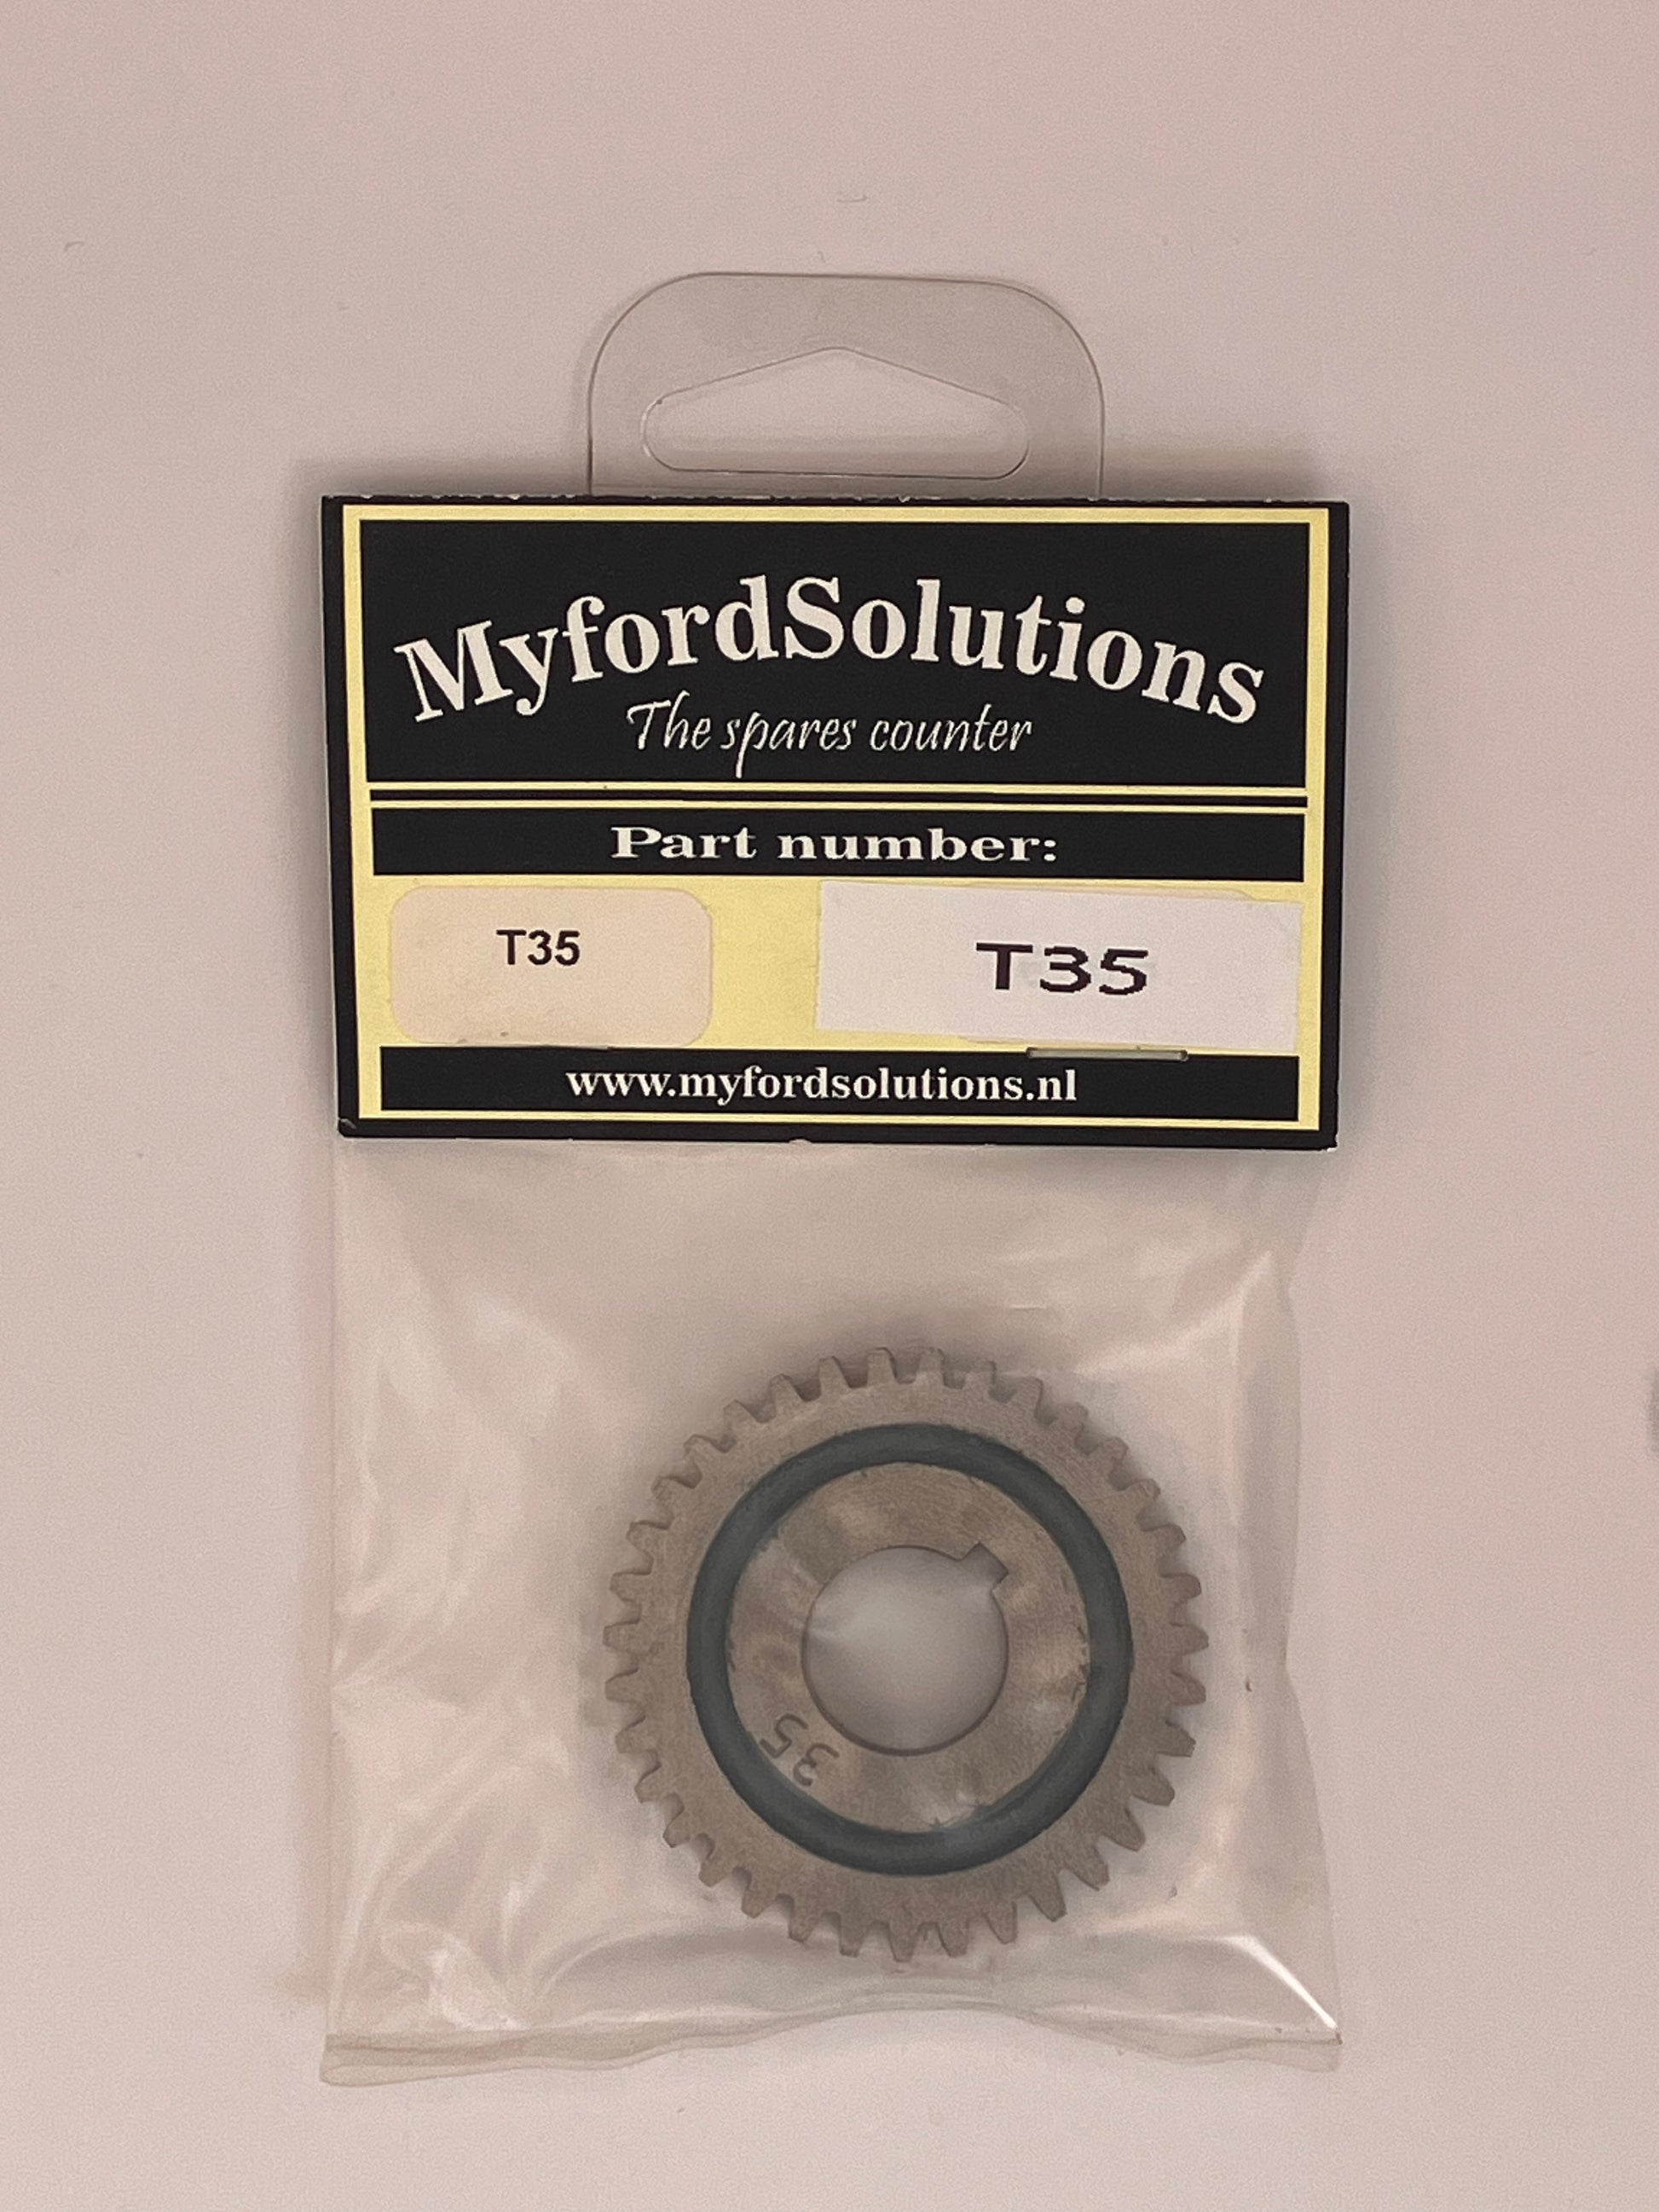 MyfordSolutions
The spares counter
Part number:
T35
T35
www.myfordsolutions.nl
35